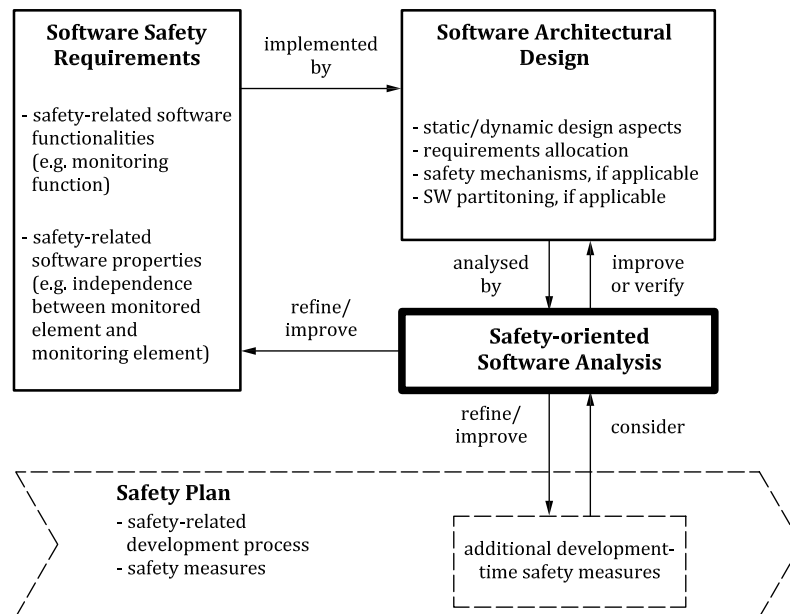 Software Safety
Requirements
- safety-related software
functionalities
(e.g. monitoring
function)
- safety-related
software properties
(e.g. independence
between monitored
element and
monitoring element)
implemented
by
Software Architectural
Design
- static/dynamic design aspects
- requirements allocation
- safety mechanisms, if applicable
- SW partitoning, if applicable
analysed
by
improve
or verify
refine/
improve
Safety-oriented
Software Analysis
refine/
improve
consider
Safety Plan
- safety-related
development process
- safety measures
additional development-
time safety measures